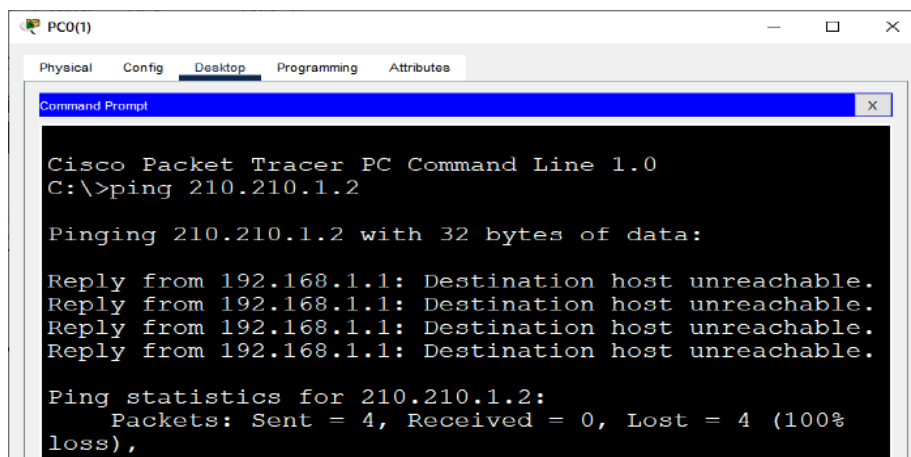 PC0(1)
Physical Config Desktop Programming Attributes
Command Prompt X
Cisco Packet Tracer PC Command Line 1.0
C:\>ping 210.210.1.2
Pinging 210.210.1.2 with 32 bytes of data:
Reply from 192.168.1.1: Destination host unreachable.
Reply from 192.168.1.1: Destination host unreachable.
Reply from 192.168.1.1: Destination host unreachable.
Reply from 192.168.1.1: Destination host unreachable.
Ping statistics for 210.210.1.2:
Packets: Sent = 4, Received = 0, Lost = 4 (100%
loss),